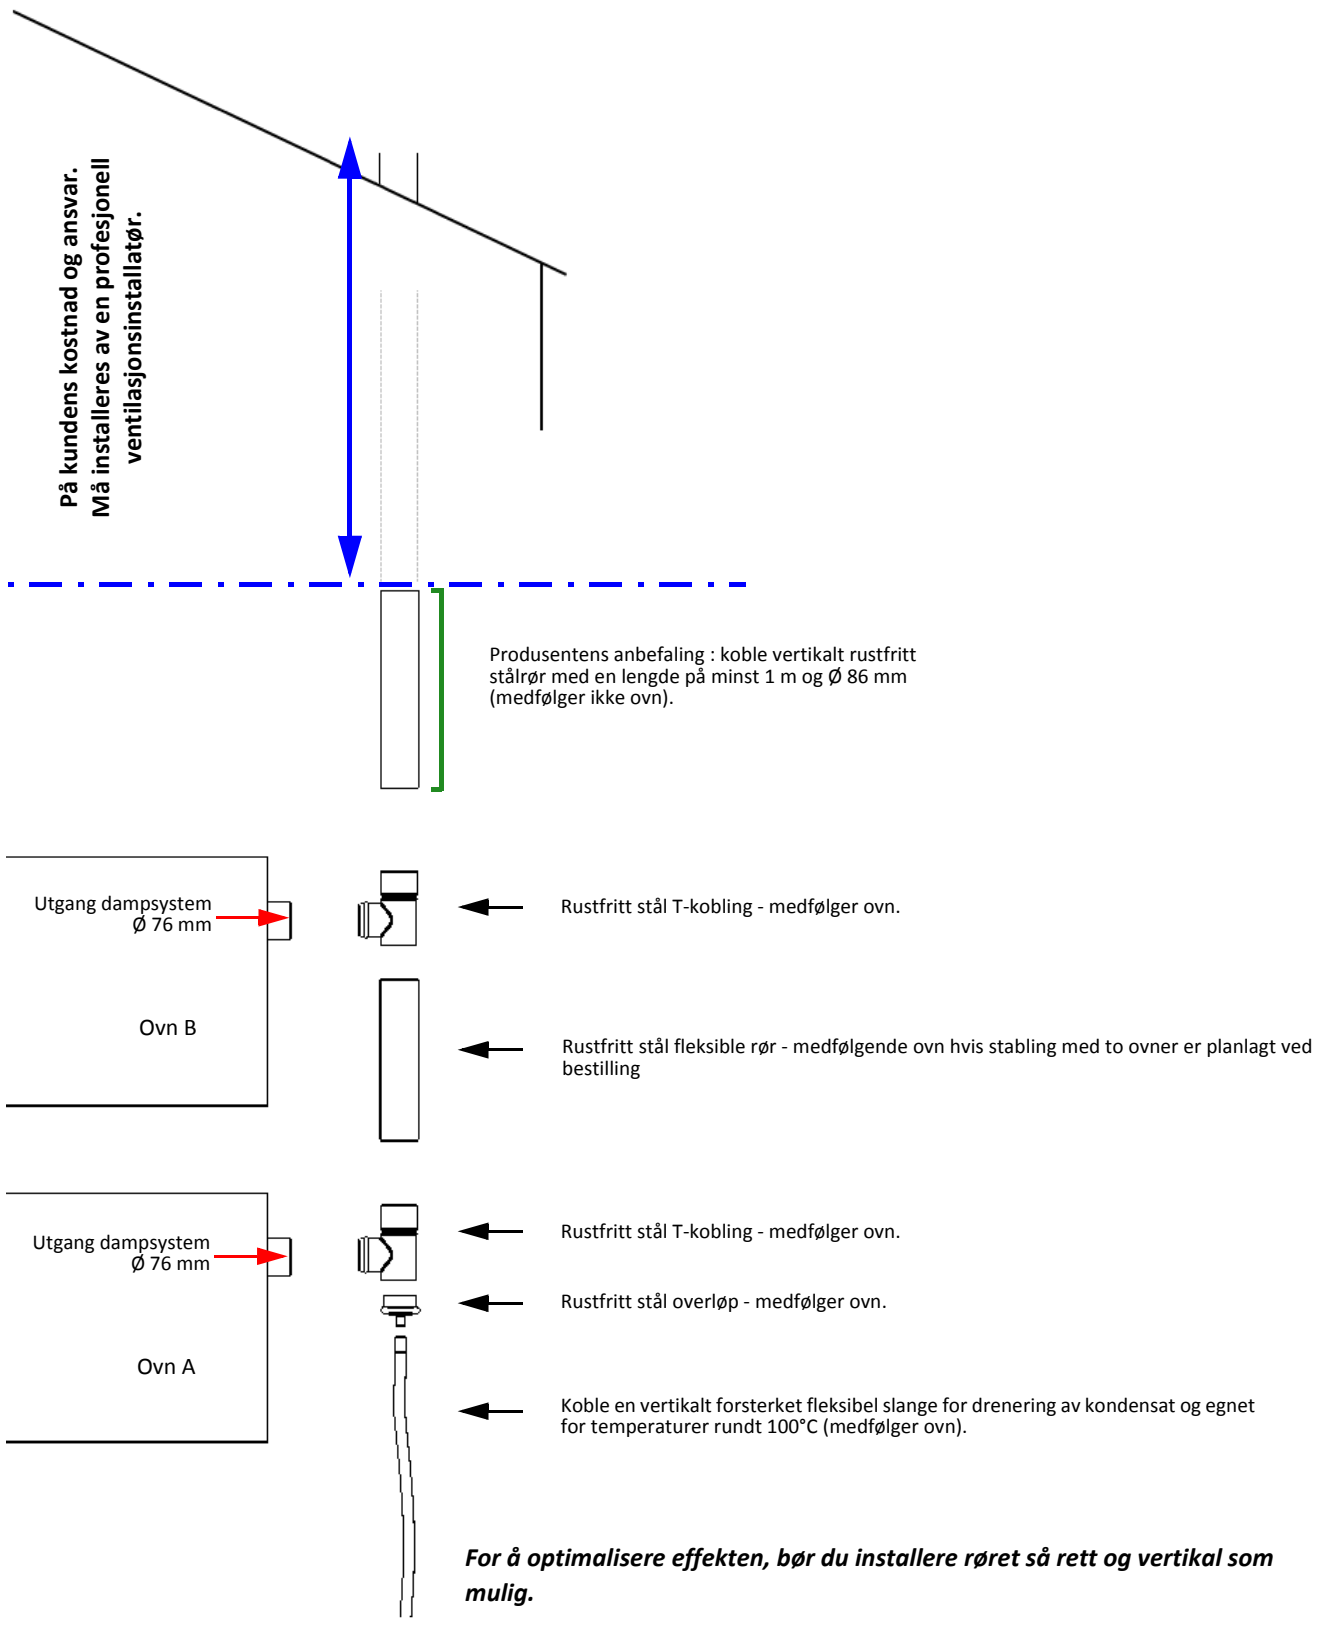 På kundens kostnad og ansvar.
Må installeres av en profesjonell
ventilasjonsinstallatør.
Produsentens anbefaling : koble vertikalt rustfritt
stålrør med en lengde på minst 1 m og Ø 86 mm
(medfølger ikke ovn).
Utgang dampsystem
Ø 76 mm
Rustfritt stål T-kobling - medfølger ovn.
Ovn B
Rustfritt stål fleksible rør - medfølgende ovn hvis stabling med to ovner er planlagt ved
bestilling
Utgang dampsystem
Ø 76 mm
Rustfritt stål T-kobling - medfølger ovn.
Rustfritt stål overløp - medfølger ovn.
Ovn A
Koble en vertikalt forsterket fleksibel slange for drenering av kondensat og egnet
for temperaturer rundt 100°C (medfølger ovn).
For å optimalisere effekten, bør du installere røret så rett og vertikal som
mulig.